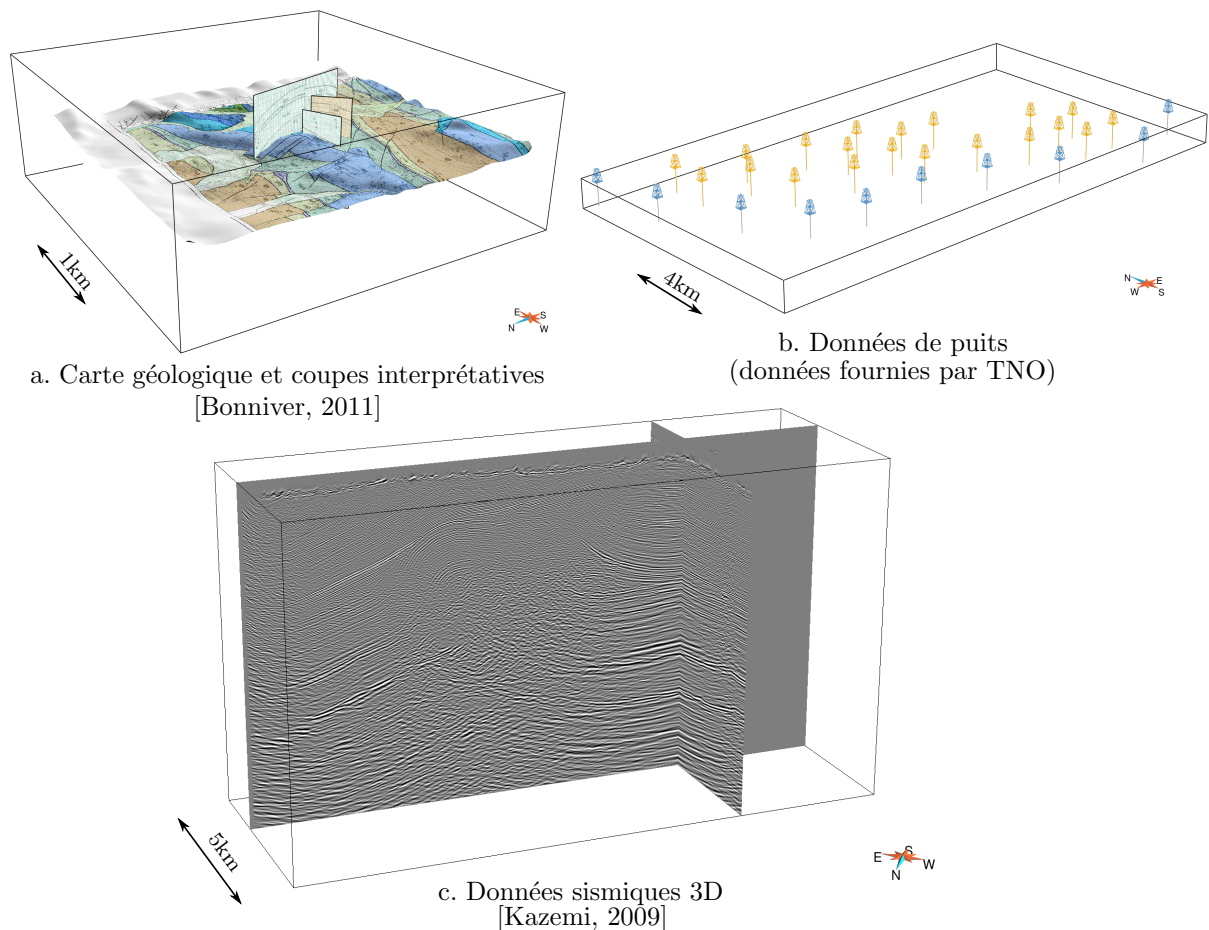 1km
E S
N W
a. Carte géologique et coupes interprétatives
[Bonniver, 2011]
4km
N E
W S
b. Données de puits
(données fournies par TNO)
5km
E S W
N
c. Données sismiques 3D
[Kazemi, 2009]